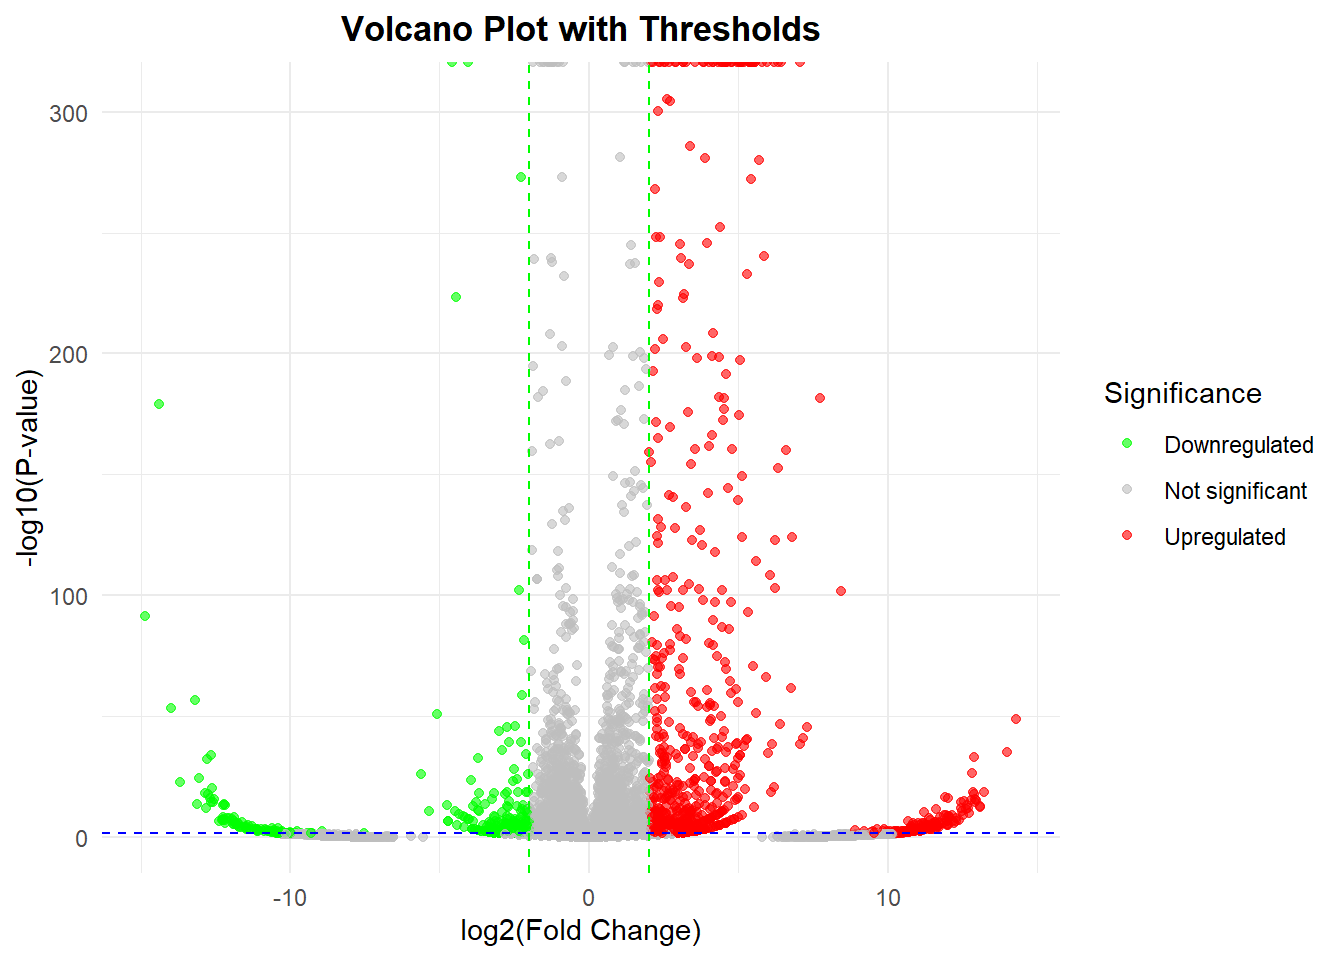 Volcano Plot with Thresholds
-log10(P-value)
300
200
100
0
-10
0
10
log2(Fold Change)
Significance
Downregulated
Not significant
Upregulated